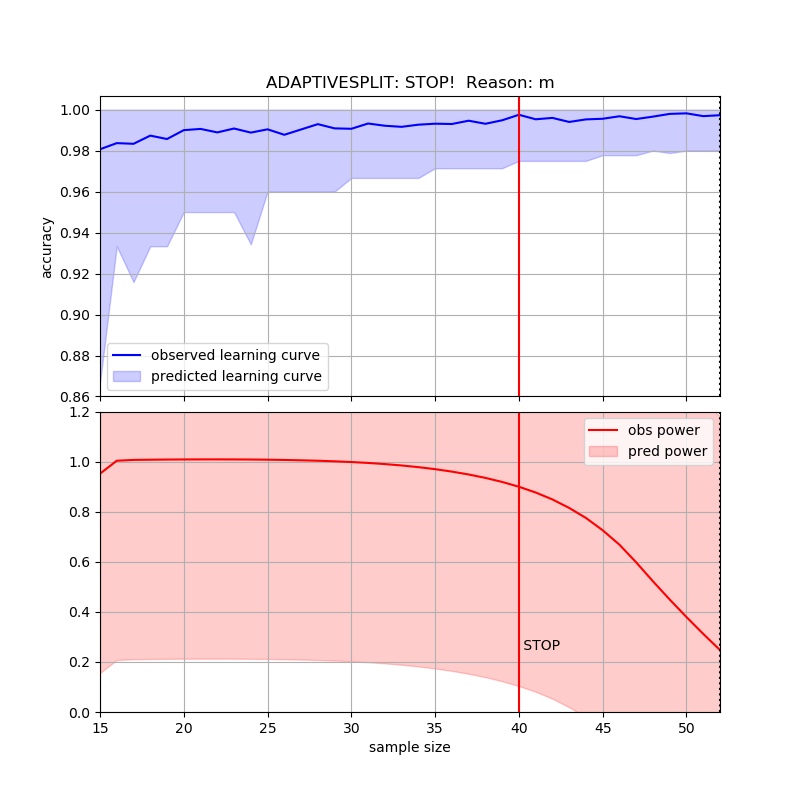 ADAPTIVESPLIT: STOP!  Reason: m
1.00
0.98
0.96
0.94
0.92
0.90
0.88
0.86
accuracy
observed learning curve
predicted learning curve
1.2
1.0
0.8
0.6
0.4
0.2
0.0
obs power
pred power
STOP
15 20 25 30 35 40 45 50
sample size